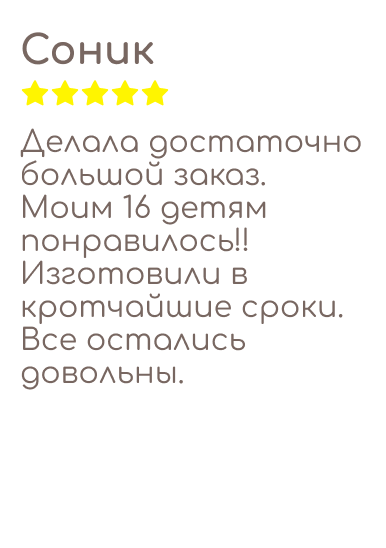 Соник
Делала достаточно
большой заказ.
Моим 16 детям
понравилось!!
Изготовили в
кротчайшие сроки.
Все остались
довольны.